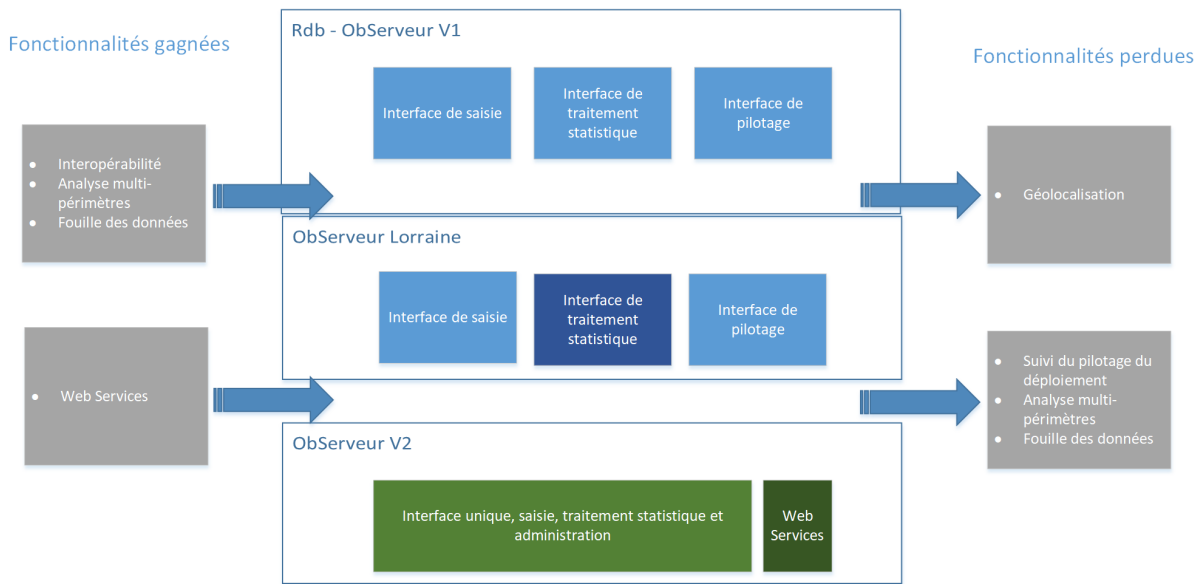 Fonctionnalités gagnées
Rdb - ObServeur V1
Fonctionnalités perdues
Interface de saisie
Interface de
traitement
statistique
Interface de
pilotage
• Interopérabilité
• Analyse multi-
périmètres
• Fouille des données
• Géolocalisation
ObServeur Lorraine
Interface de saisie
Interface de
traitement
statistique
Interface de
pilotage
• Web Services
• Suivi du pilotage du
déploiement
• Analyse multi-
périmètres
• Fouille des données
ObServeur V2
Interface unique, saisie, traitement statistique et
administration
Web
Services